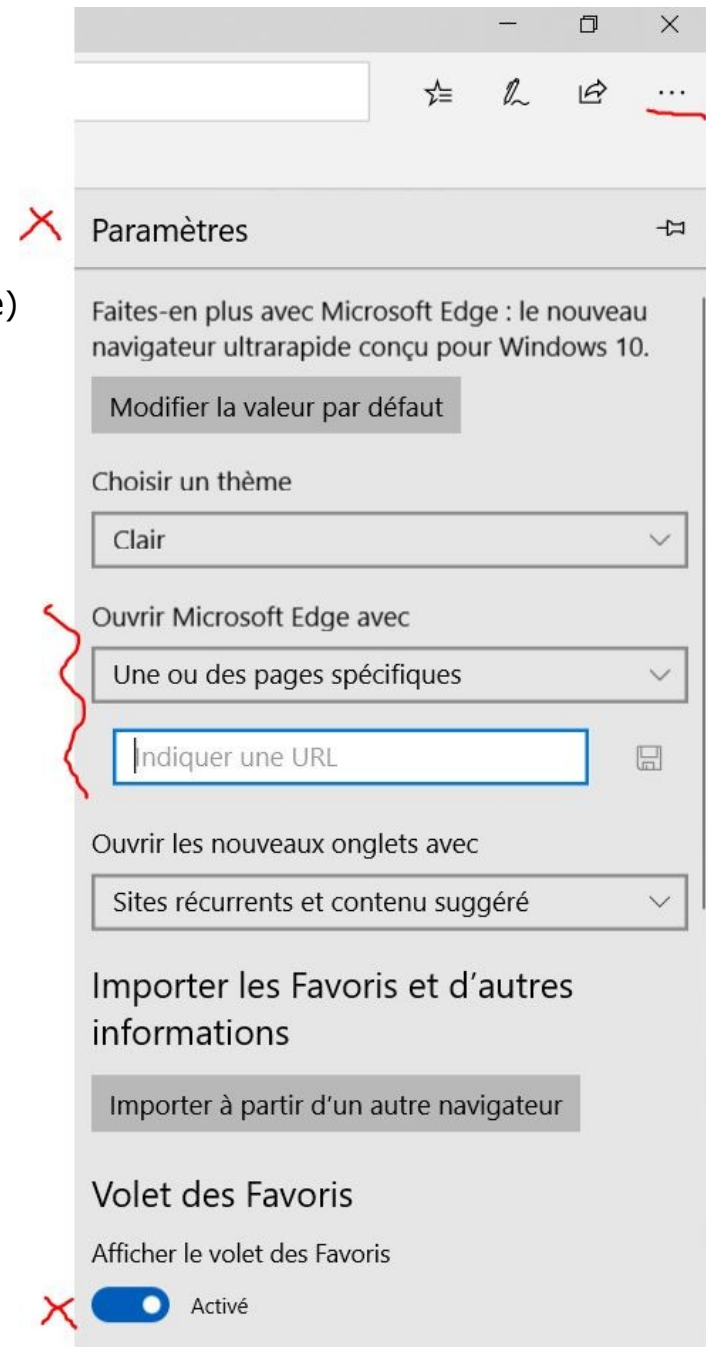 Paramètres
e)
Faites-en plus avec Microsoft Edge : le nouveau
navigateur ultrarapide conçu pour Windows 10.
Modifier la valeur par défaut
Choisir un thème
Clair
Ouvrir Microsoft Edge avec
Une ou des pages spécifiques
Indiquer une URL
Ouvrir les nouveaux onglets avec
Sites récurrents et contenu suggéré
Importer les Favoris et d’autres
informations
Importer à partir d’un autre navigateur
Volet des Favoris
Afficher le volet des Favoris
Activé